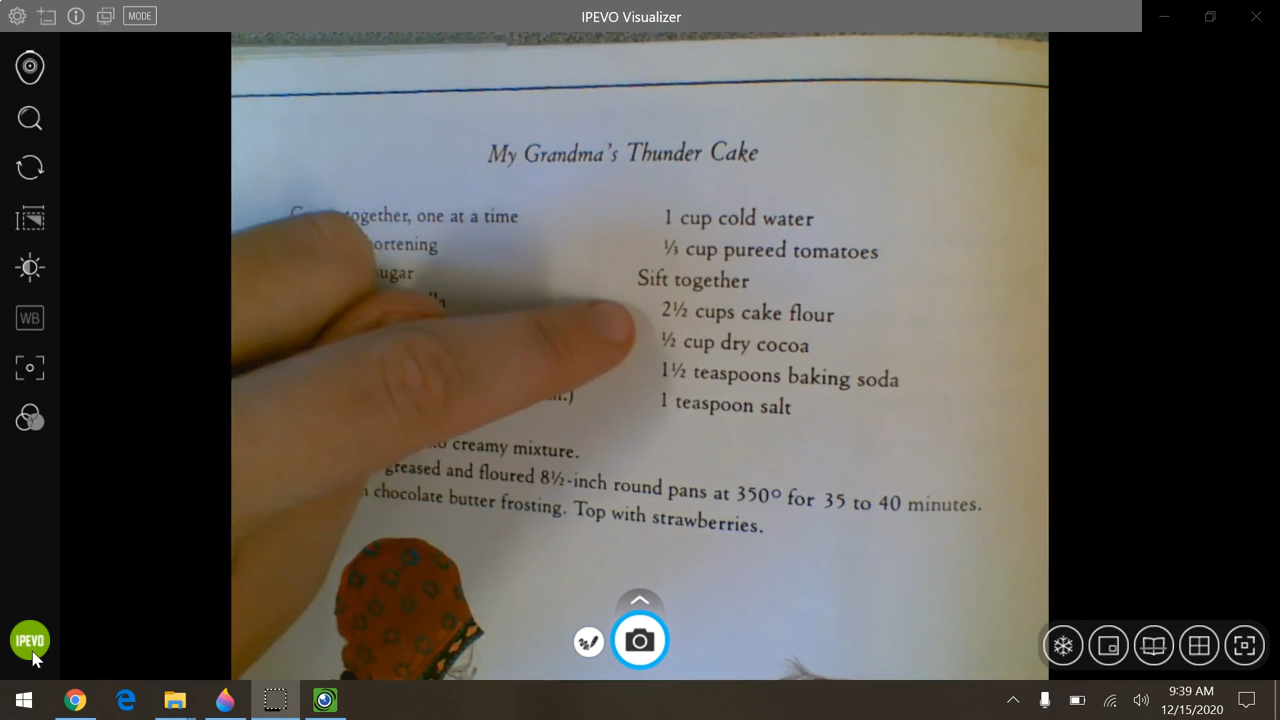 MODE
IPEVO Visualizer
WB
My Grandma's Thunder Cake
together, one at a time
ortening
ugar
.)
1 cup cold water
⅓ cup pureed tomatoes
Sift together
2½ cups cake flour
½ cup dry cocoa
1½ teaspoons baking soda
1 teaspoon salt
creamy mixture.
greased and floured 8½-inch round pans at 350° for 35 to 40 minutes.
chocolate butter frosting. Top with strawberries.
IPEVO
9:39 AM
12/15/2020